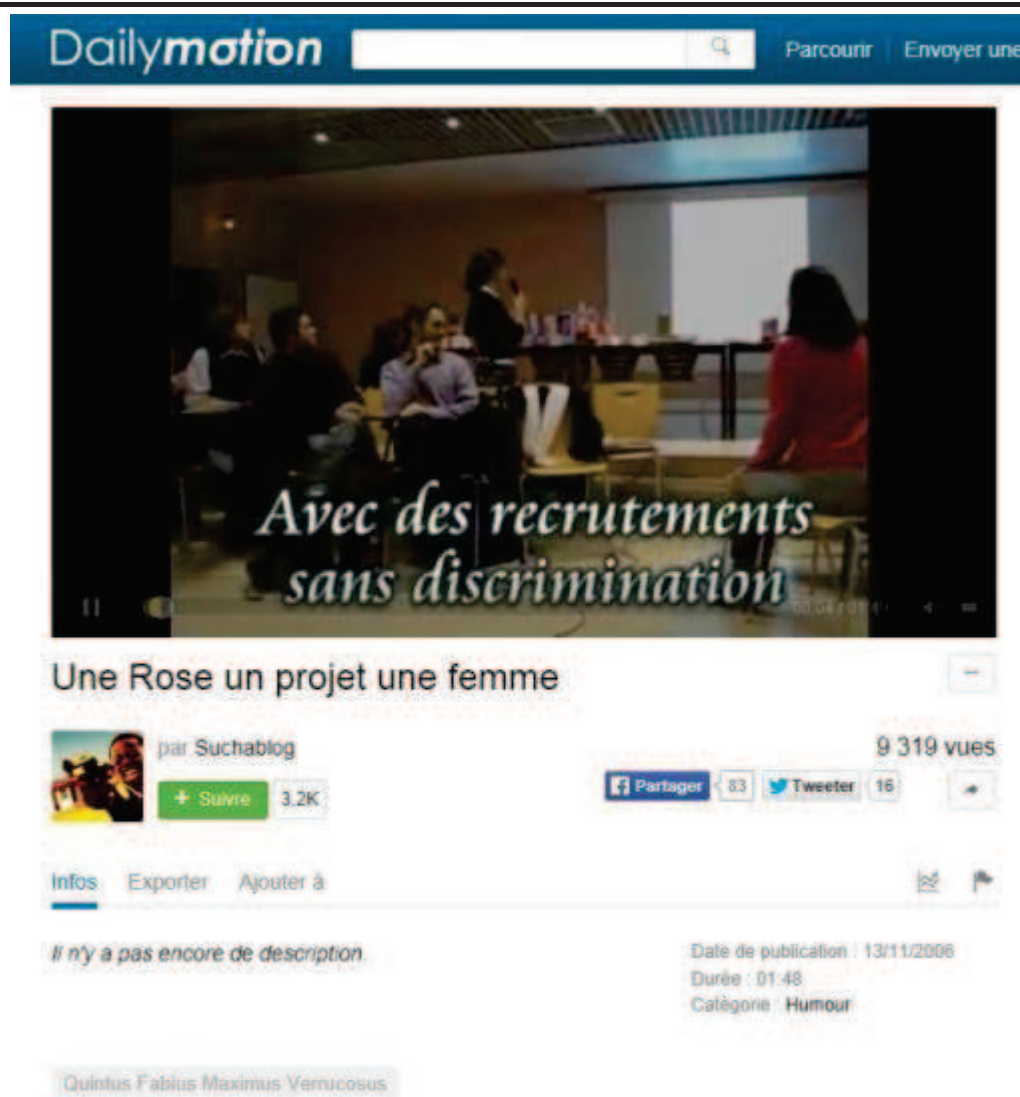 Dailymotion
Parcourir
Envoyer une
Avec des recrutements
sans discrimination
Une Rose un projet une femme
par Suchablog
9 319 vues
+ Suivre
3.2K
Partager
83
Tweeter
16
Infos
Exporter
Ajouter à
Il n'y a pas encore de description.
Date de publication : 13/11/2006
Durée : 01:48
Catégorie : Humour
Quintus Fabius Maximus Verrucosus